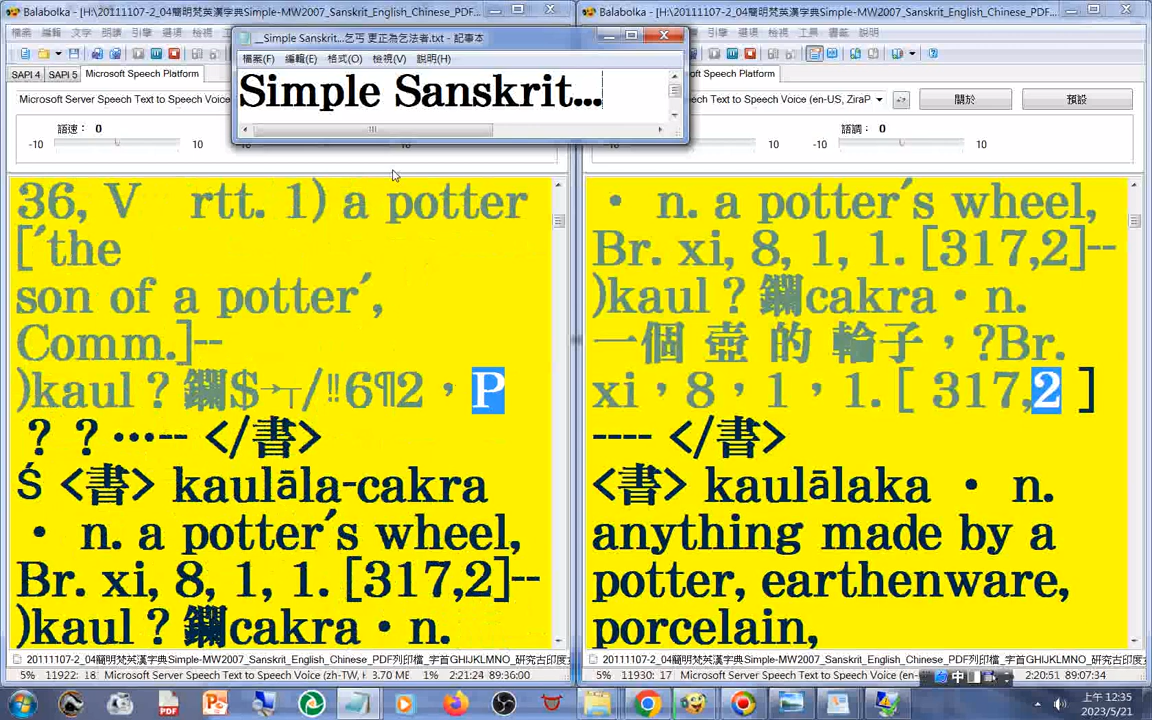 Balabolka - [H:\20111107-2_04簡明梵英漢字典Simple-MW2007_Sanskrit_English_Chinese_PDF...
Balabolka - [H:\20111107-2_04簡明梵英漢字典Simple-MW2007_Sanskrit_English_Chinese_PDF...
__Simple Sanskrit...乞丐 更正為乞法者.txt - 記事本
檔案(F) 編輯(E) 格式(O) 檢視(V) 說明(H)
Simple Sanskrit...
SAPI 4 SAPI 5 Microsoft Speech Platform
Microsoft Server Speech Text to Speech Voice
語速： 0
-10 10
Speech Text to Speech Voice (en-US, ZiraP
關於 預設
語調： 0
-10 10
36, V rtt. 1) a potter
[´the
son of a potter´,
Comm.]--
)kaul？鑭$→┬/‼6¶2，P
？？…-- </書>
Ś <書> kaulāla-cakra
• n. a potter´s wheel,
Br. xi, 8, 1, 1. [317,2]--
)kaul？鑭cakra•n.
• n. a potter´s wheel,
Br. xi, 8, 1, 1. [317,2]--
)kaul？鑭cakra•n.
一個 壺 的 輪子，?Br.
xi，8，1，1. [ 317,2 ]
---- </書>
<書> kaulālaka • n.
anything made by a
potter, earthenware,
porcelain,
20111107-2_04簡明梵英漢字典Simple-MW2007_Sanskrit_English_Chinese_PDF列印檔_字首GHIJKLMNO_研究古印度
5% 11922: 18 Microsoft Server Speech Text to Speech Voice (zh-TW, H 3.70 ME 1% 2:21:24 89:36:00
20111107-2_04簡明梵英漢字典Simple-MW2007_Sanskrit_English_Chinese_PDF列印檔_字首GHIJKLMNO_研究古印度
5% 11930: 17 Microsoft Server Speech Text to Speech Voice 2:20:51 89:07:34
中
上午 12:35
2023/5/21